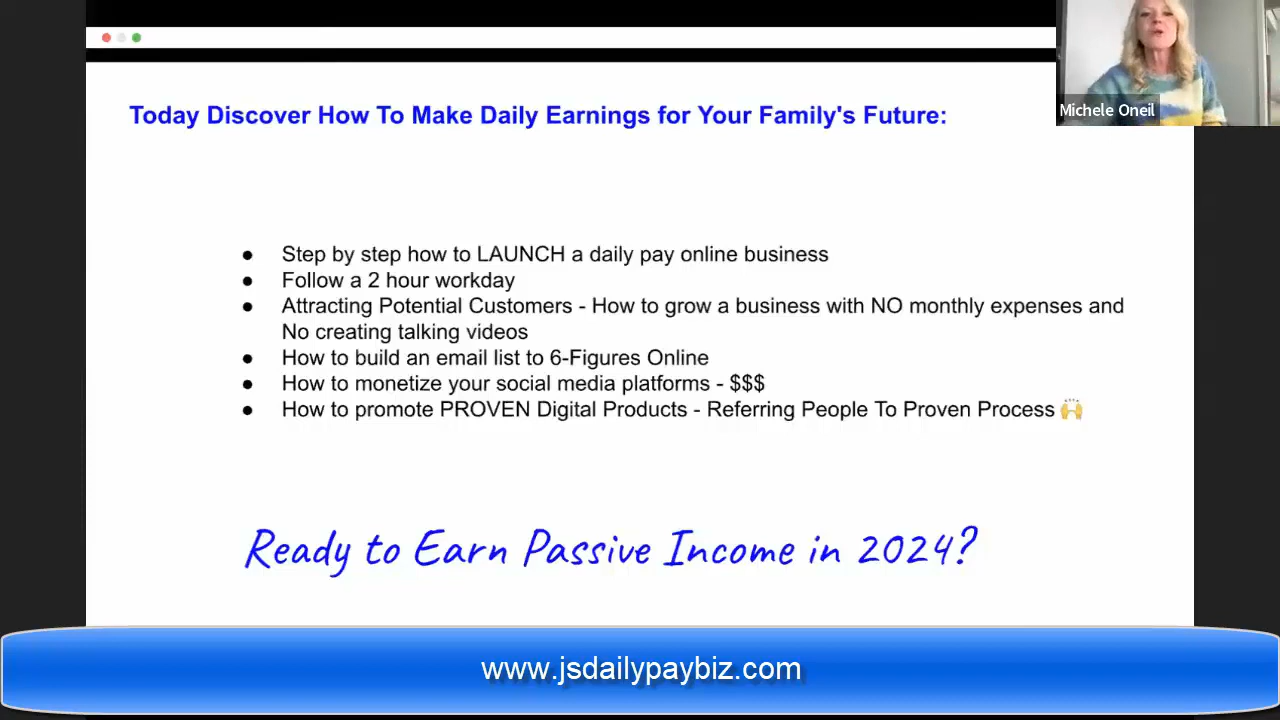 Michele Oneil
Today Discover How To Make Daily Earnings for Your Family's Future:
● Step by step how to LAUNCH a daily pay online business
● Follow a 2 hour workday
● Attracting Potential Customers - How to grow a business with NO monthly expenses and
No creating talking videos
● How to build an email list to 6-Figures Online
● How to monetize your social media platforms - $$$
● How to promote PROVEN Digital Products - Referring People To Proven Process 🙌
Ready to Earn Passive Income in 2024?
www.jsdailypaybiz.com